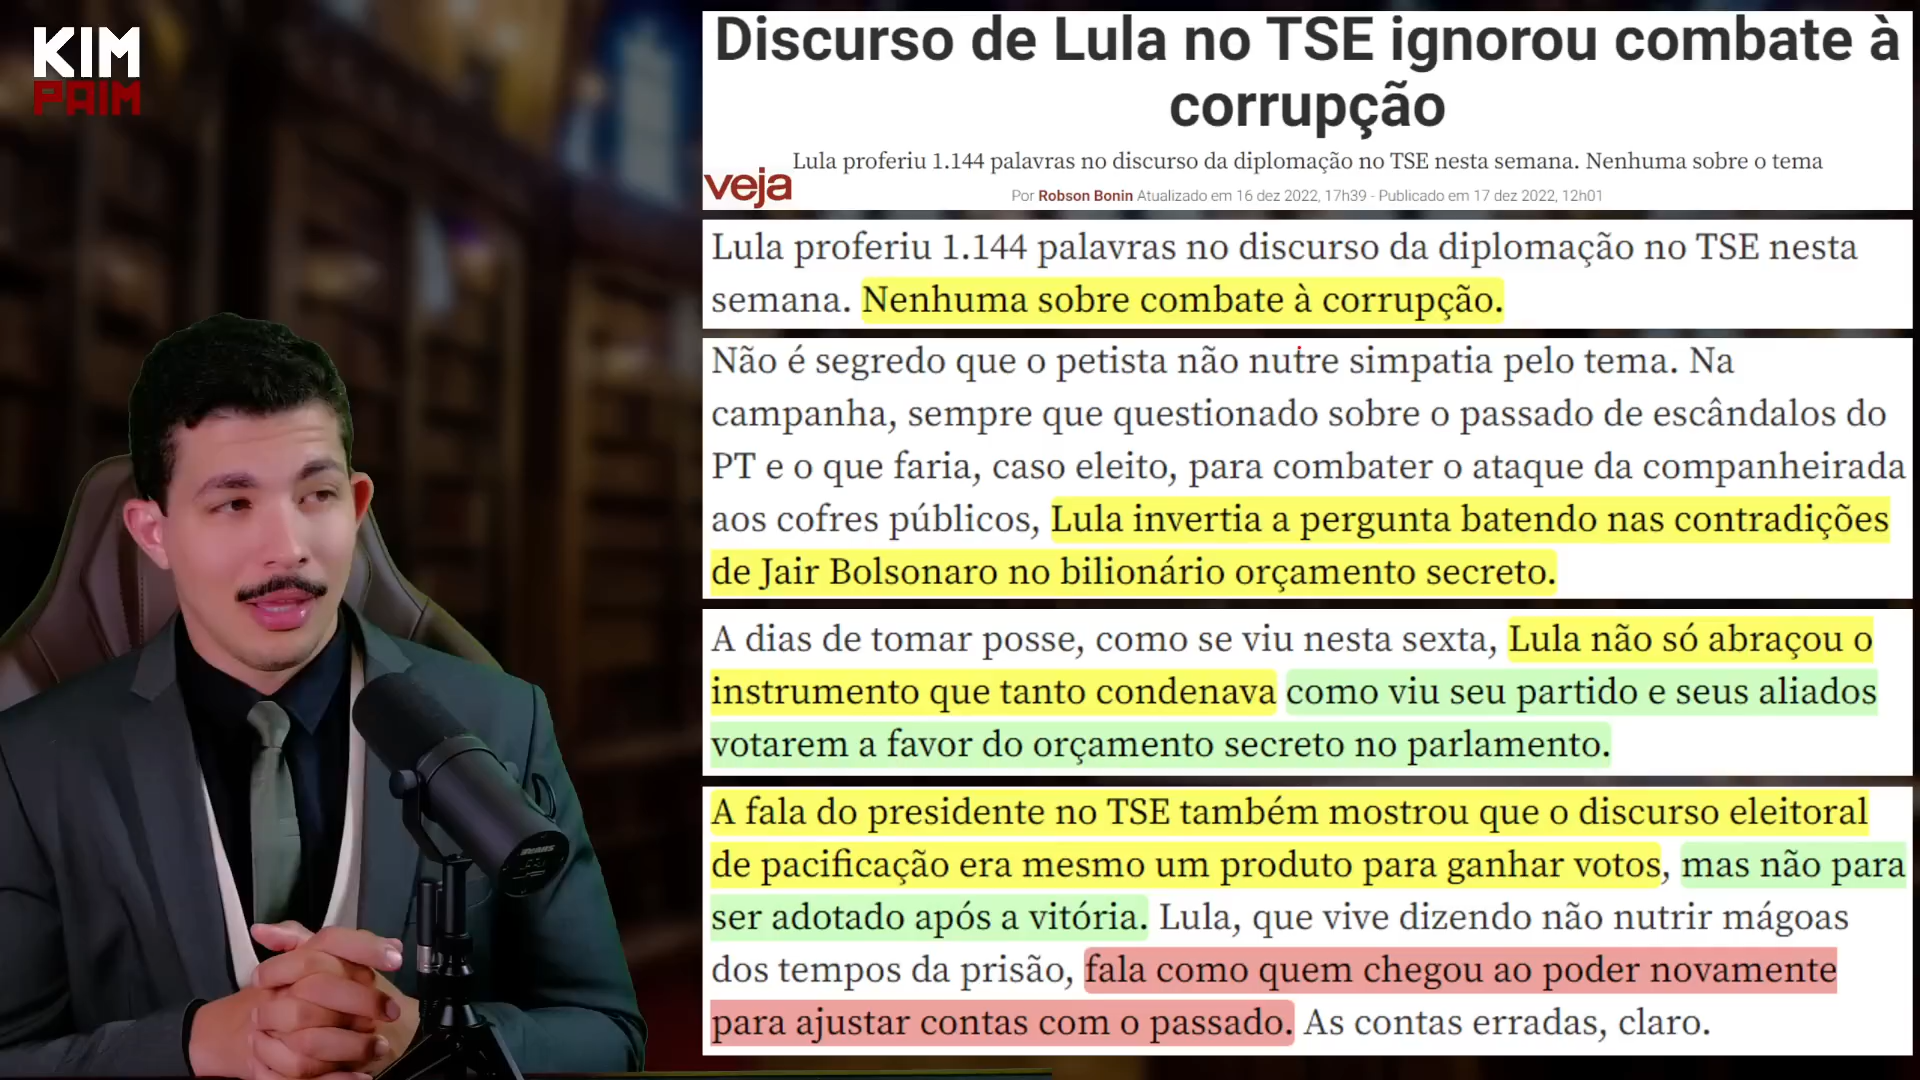 KIM
PAIM
Discurso de Lula no TSE ignorou combate à
corrupção
Lula proferiu 1.144 palavras no discurso da diplomação no TSE nesta semana. Nenhuma sobre o tema
veja
Por Robson Bonin Atualizado em 16 dez 2022, 17h39 - Publicado em 17 dez 2022, 12h01
Lula proferiu 1.144 palavras no discurso da diplomação no TSE nesta
semana. Nenhuma sobre combate à corrupção.
Não é segredo que o petista não nutre simpatia pelo tema. Na
campanha, sempre que questionado sobre o passado de escândalos do
PT e o que faria, caso eleito, para combater o ataque da companheirada
aos cofres públicos, Lula invertia a pergunta batendo nas contradições
de Jair Bolsonaro no bilionário orçamento secreto.
A dias de tomar posse, como se viu nesta sexta, Lula não só abraçou o
instrumento que tanto condenava como viu seu partido e seus aliados
votarem a favor do orçamento secreto no parlamento.
A fala do presidente no TSE também mostrou que o discurso eleitoral
de pacificação era mesmo um produto para ganhar votos, mas não para
ser adotado após a vitória. Lula, que vive dizendo não nutrir mágoas
dos tempos da prisão, fala como quem chegou ao poder novamente
para ajustar contas com o passado. As contas erradas, claro.